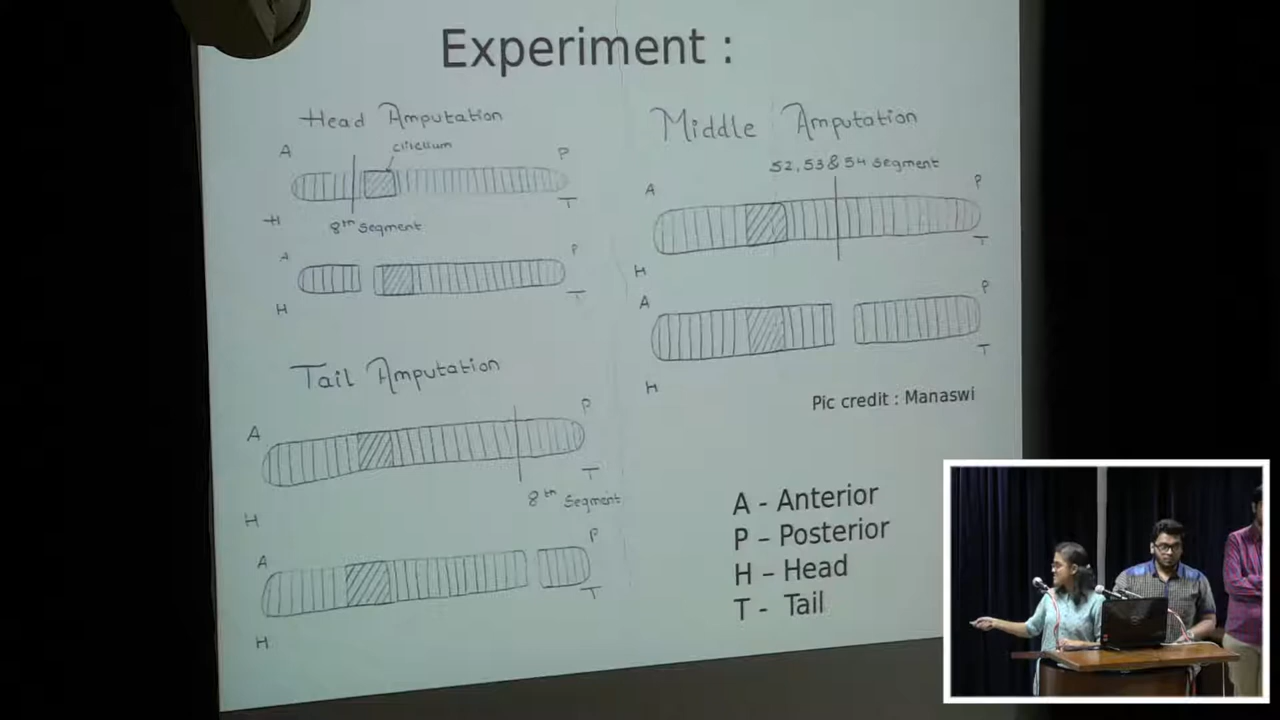 Experiment :
Head Amputation
clitellum
A
P
H
T
8th segment
A
P
H
T
Tail Amputation
A
P
H
T
8th Segment
A
P
H
T
Middle Amputation
52, 53 & 54 segment
A
P
H
T
A
P
H
T
Pic credit : Manaswi
A - Anterior
P – Posterior
H – Head
T - Tail